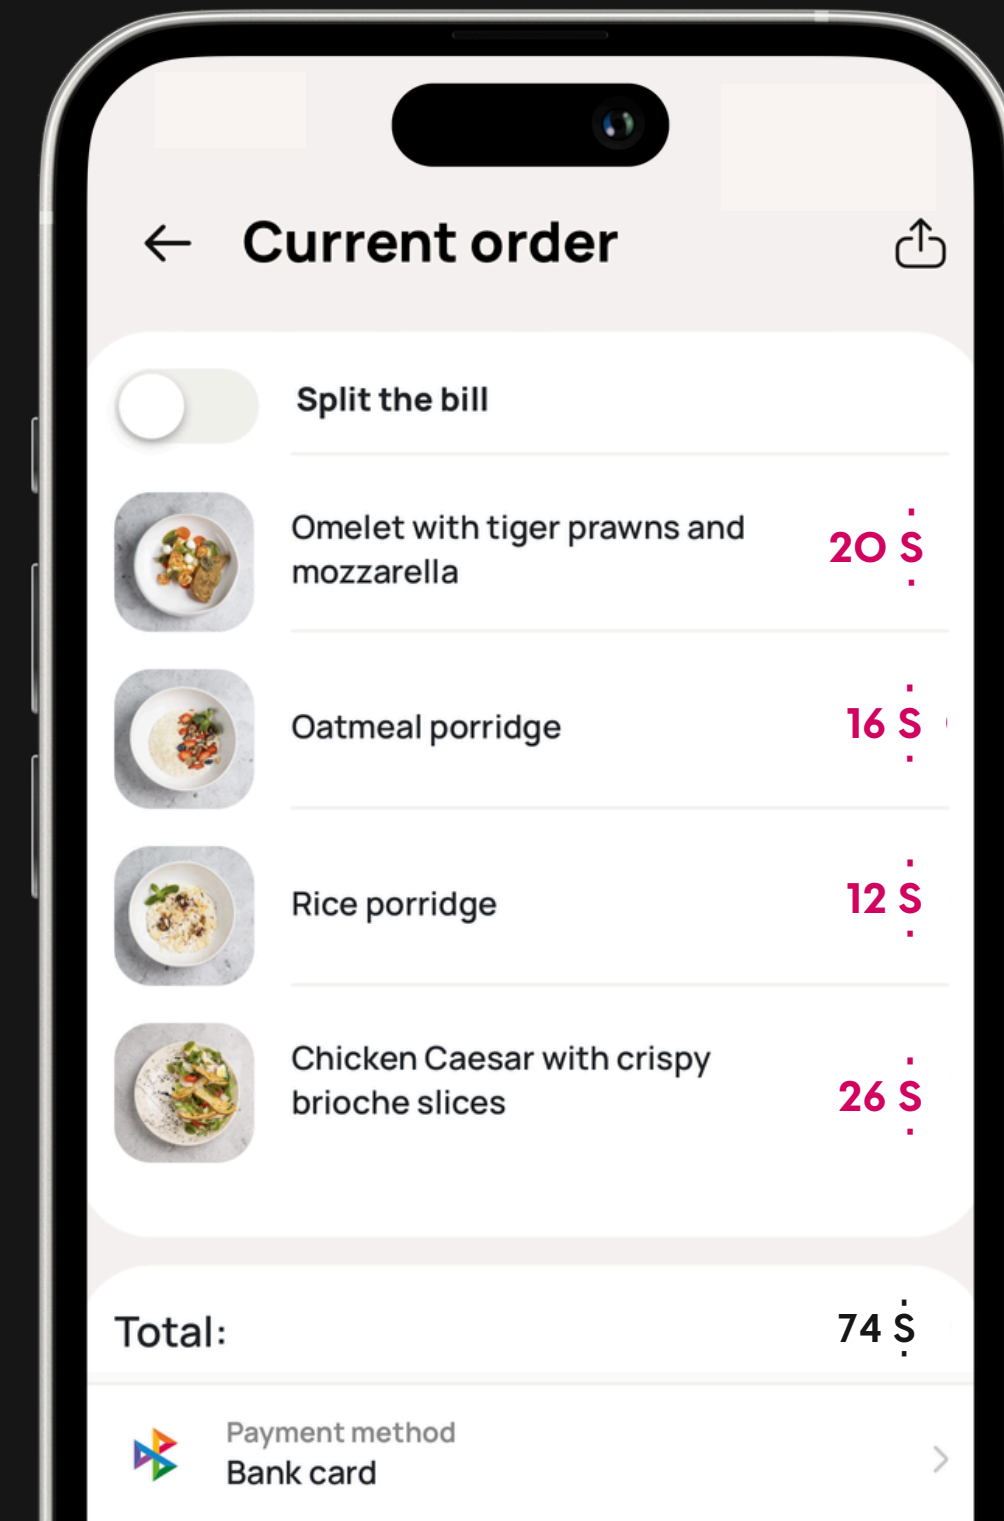 Current order
Split the bill
Omelet with tiger prawns and
mozzarella
20 $
Oatmeal porridge
16 $
Rice porridge
12 $
Chicken Caesar with crispy
brioche slices
26 $
Total:
74 $
Payment method
Bank card